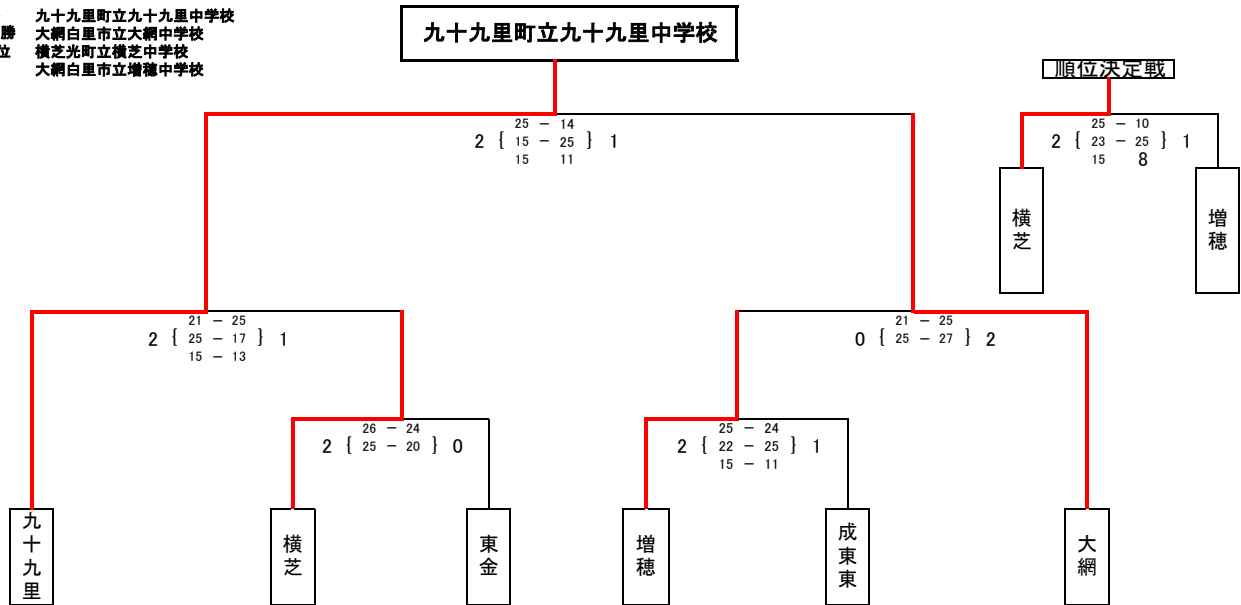 九十九里町立九十九里中学校
勝 大網白里市立大網中学校
位 横芝光町立横芝中学校
大網白里市立増穂中学校
九十九里町立九十九里中学校
順位決定戦
25 － 14
2 { 15 － 25 } 1
15 11
25 － 10
2 { 23 － 25 } 1
15 8
横芝
増穂
21 － 25
2 { 25 － 17 } 1
15 － 13
21 － 25
0 { 25 － 27 } 2
26 － 24
2 { 25 － 20 } 0
25 － 24
2 { 22 － 25 } 1
15 － 11
九十九里
横芝
東金
増穂
成東東
大網